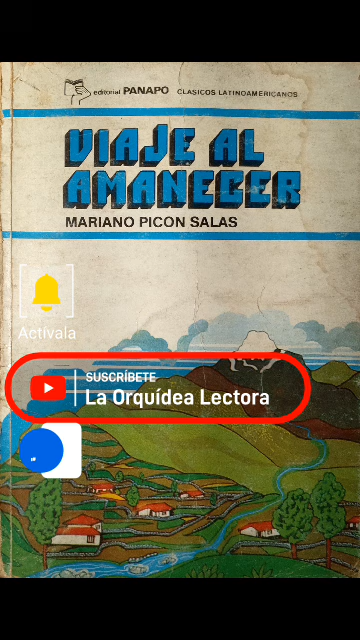 editorial PANAPO CLASICOS LATINOAMERICANOS
VIAJE AL
AMANECER
MARIANO PICON SALAS
Actívala
SUSCRÍBETE
La Orquídea Lectora